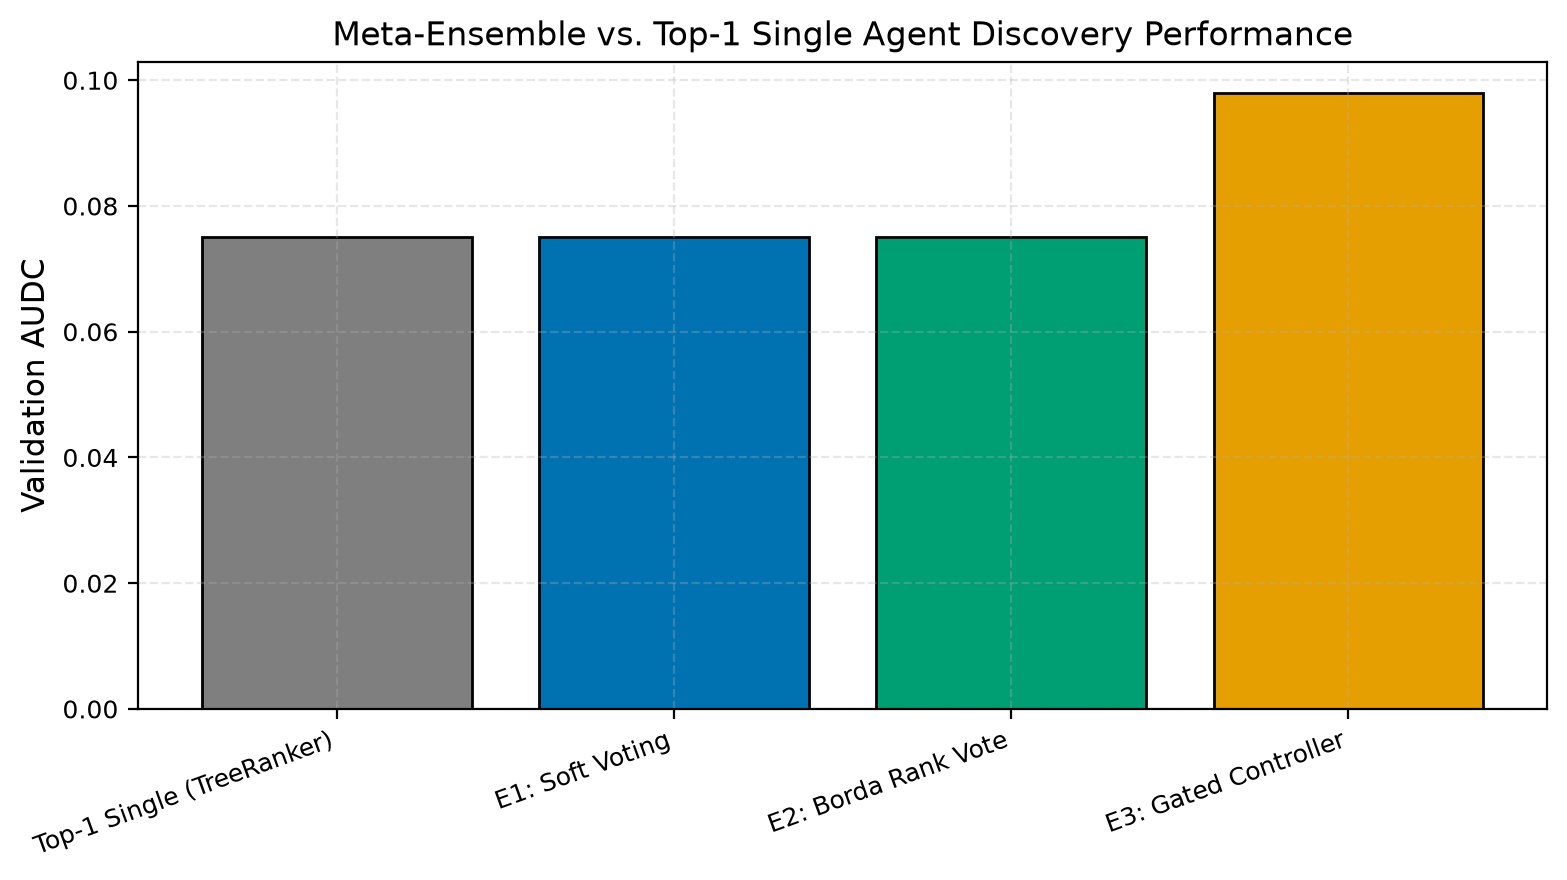 Meta-Ensemble vs. Top-1 Single Agent Discovery Performance
Validation AUDC
0.10
0.08
0.06
0.04
0.02
0.00
Top-1 Single (TreeRanker)
E1: Soft Voting
E2: Borda Rank Vote
E3: Gated Controller